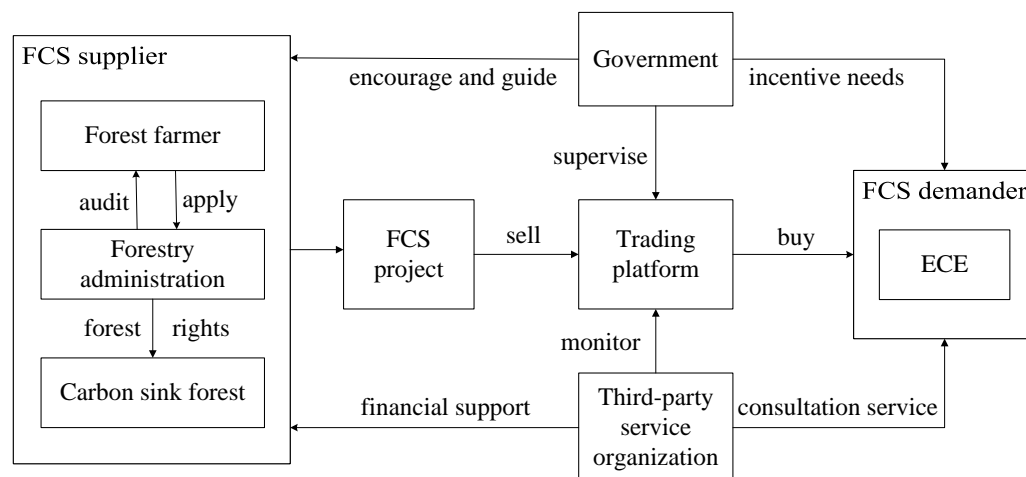 FCS supplier
Forest farmer
audit
apply
Forestry
administration
forest
rights
Carbon sink forest
encourage and guide
Government
incentive needs
supervise
FCS
project
sell
Trading
platform
buy
FCS demander
ECE
monitor
financial support
Third-party
service
organization
consultation service